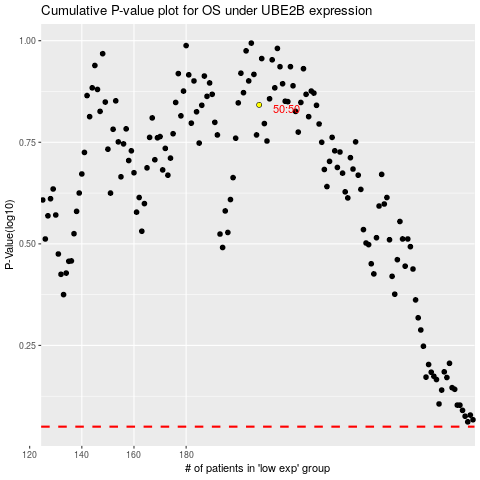 Cumulative P-value plot for OS under UBE2B expression
P-Value(log10)
1.00
0.75
0.50
0.25
50:50
120 140 160 180
# of patients in 'low exp' group